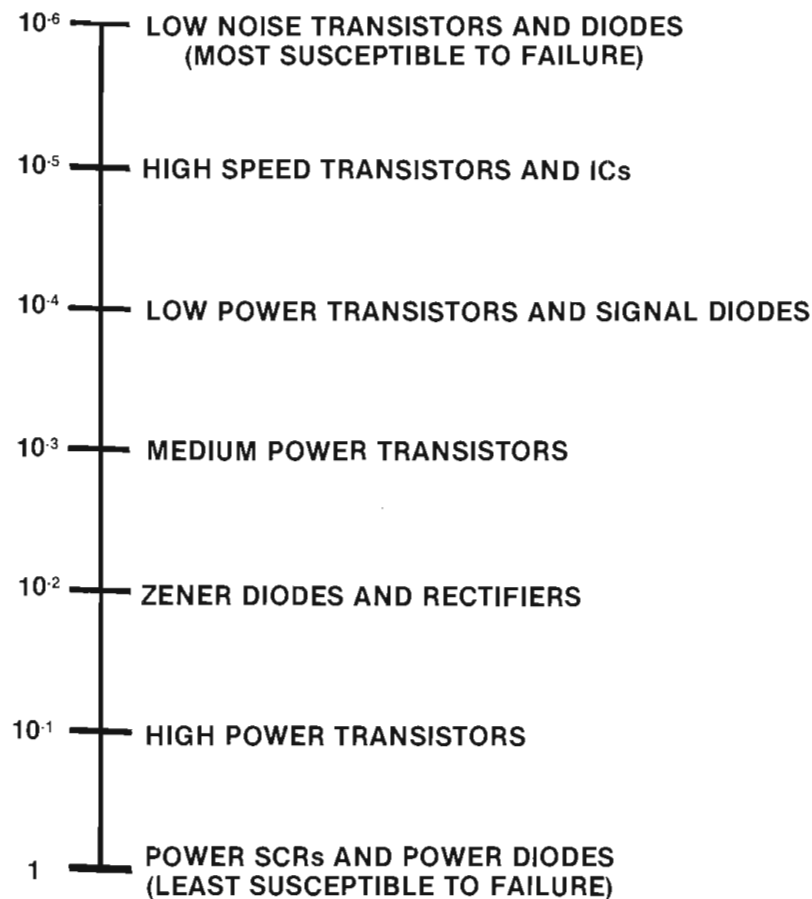 10-6 LOW NOISE TRANSISTORS AND DIODES
(MOST SUSCEPTIBLE TO FAILURE)
10-5 HIGH SPEED TRANSISTORS AND ICs
10-4 LOW POWER TRANSISTORS AND SIGNAL DIODES
10-3 MEDIUM POWER TRANSISTORS
10-2 ZENER DIODES AND RECTIFIERS
10-1 HIGH POWER TRANSISTORS
1 POWER SCRs AND POWER DIODES
(LEAST SUSCEPTIBLE TO FAILURE)